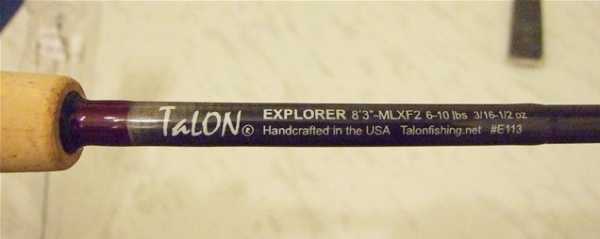 TaLON® EXPLORER 8'3"-MLXF2 6-10 lbs 3/16-1/2 oz
Handcrafted in the USA Talonfishing.net #E113